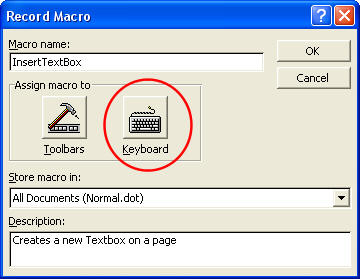 Record Macro
Macro name:
InsertTextBox
OK
Cancel
Assign macro to
Toolbars
Keyboard
Store macro in:
All Documents (Normal.dot)
Description:
Creates a new Textbox on a page